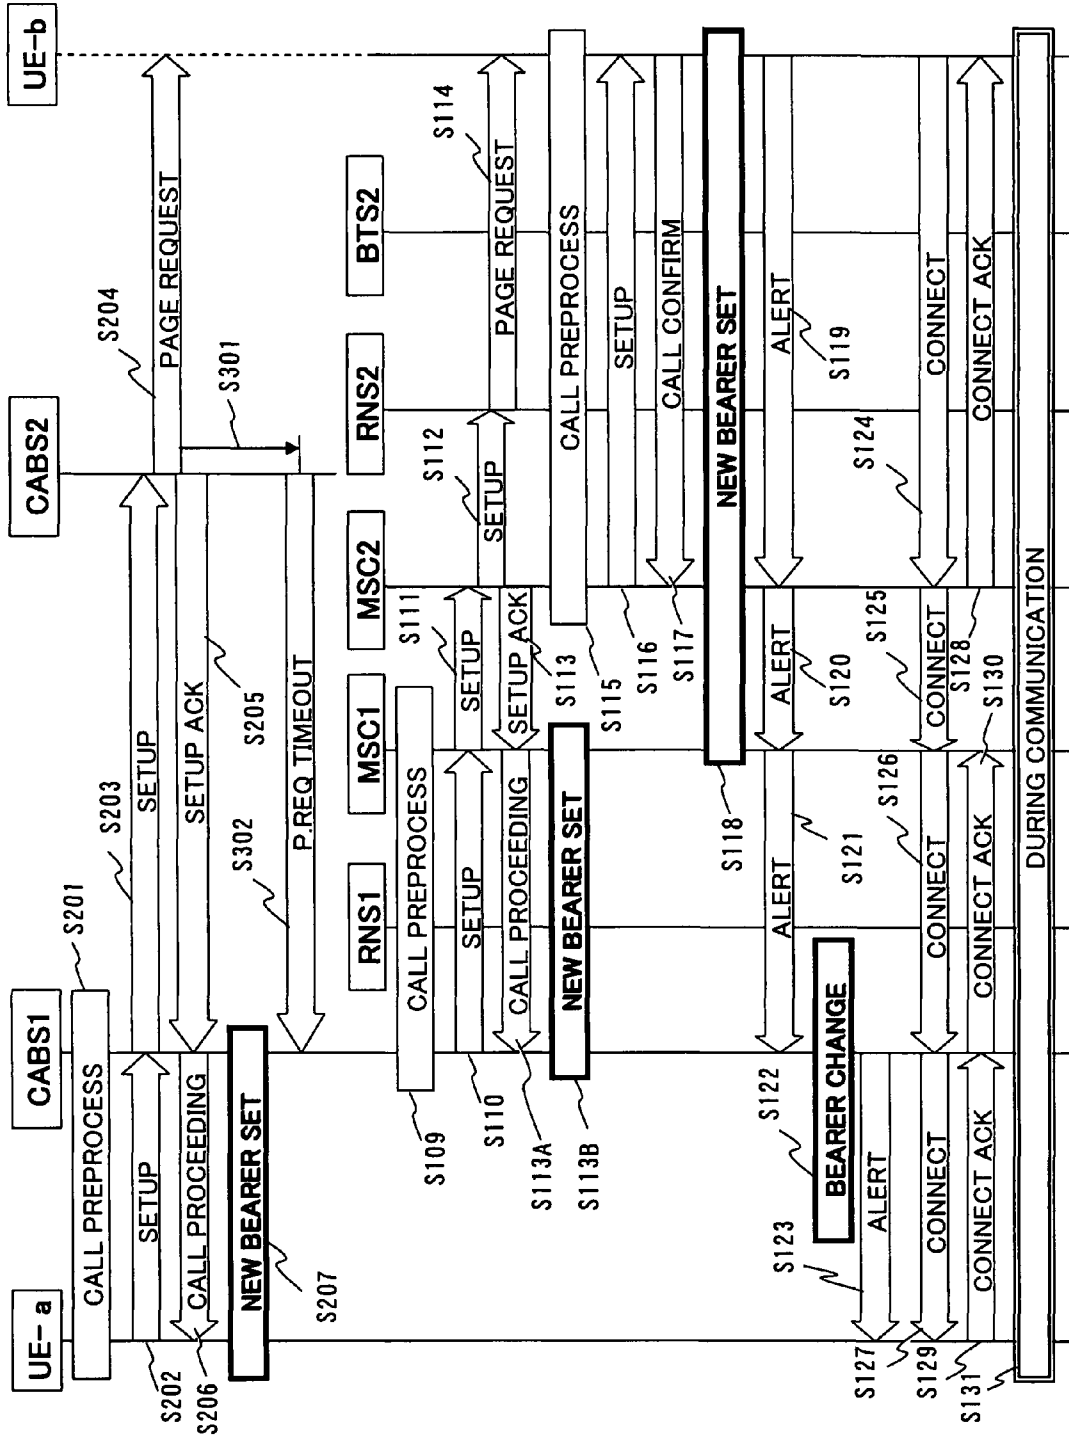 UE-a
CABS1
CABS2
UE-b
CALL PREPROCESS
S201
SETUP
S202
SETUP
S203
PAGE REQUEST
S204
SETUP ACK
S205
CALL PROCEEDING
S206
NEW BEARER SET
S207
S301
P.REQ TIMEOUT
S302
RNS1
MSC1
MSC2
RNS2
BTS2
CALL PREPROCESS
S109
SETUP
S110
SETUP
S111
SETUP
S112
SETUP ACK
S113
CALL PROCEEDING
S113A
NEW BEARER SET
S113B
PAGE REQUEST
S114
CALL PREPROCESS
S115
SETUP
S116
CALL CONFIRM
S117
NEW BEARER SET
S118
ALERT
S119
ALERT
S120
ALERT
S121
BEARER CHANGE
S122
ALERT
S123
CONNECT
S124
CONNECT
S125
CONNECT
S126
CONNECT
S127
CONNECT ACK
S128
CONNECT ACK
S130
CONNECT ACK
S129
DURING COMMUNICATION
S131